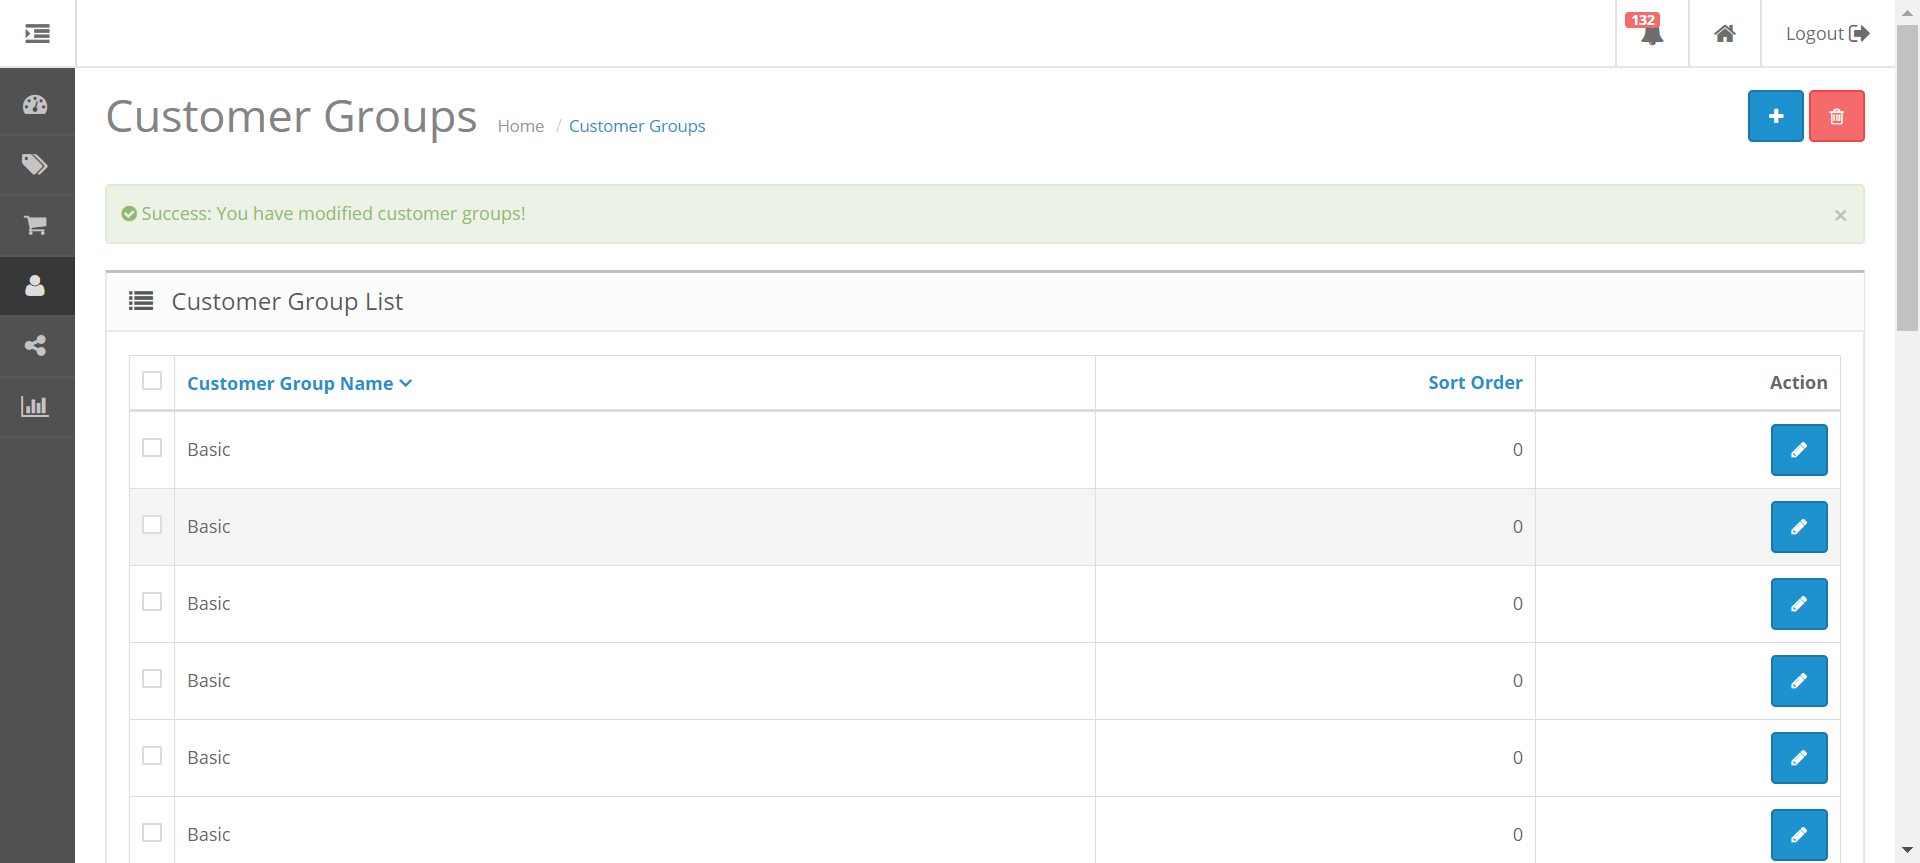 132
Logout
Customer Groups
Home / Customer Groups
Success: You have modified customer groups!
×
Customer Group List
Customer Group Name Sort Order Action
Basic 0
Basic 0
Basic 0
Basic 0
Basic 0
Basic 0